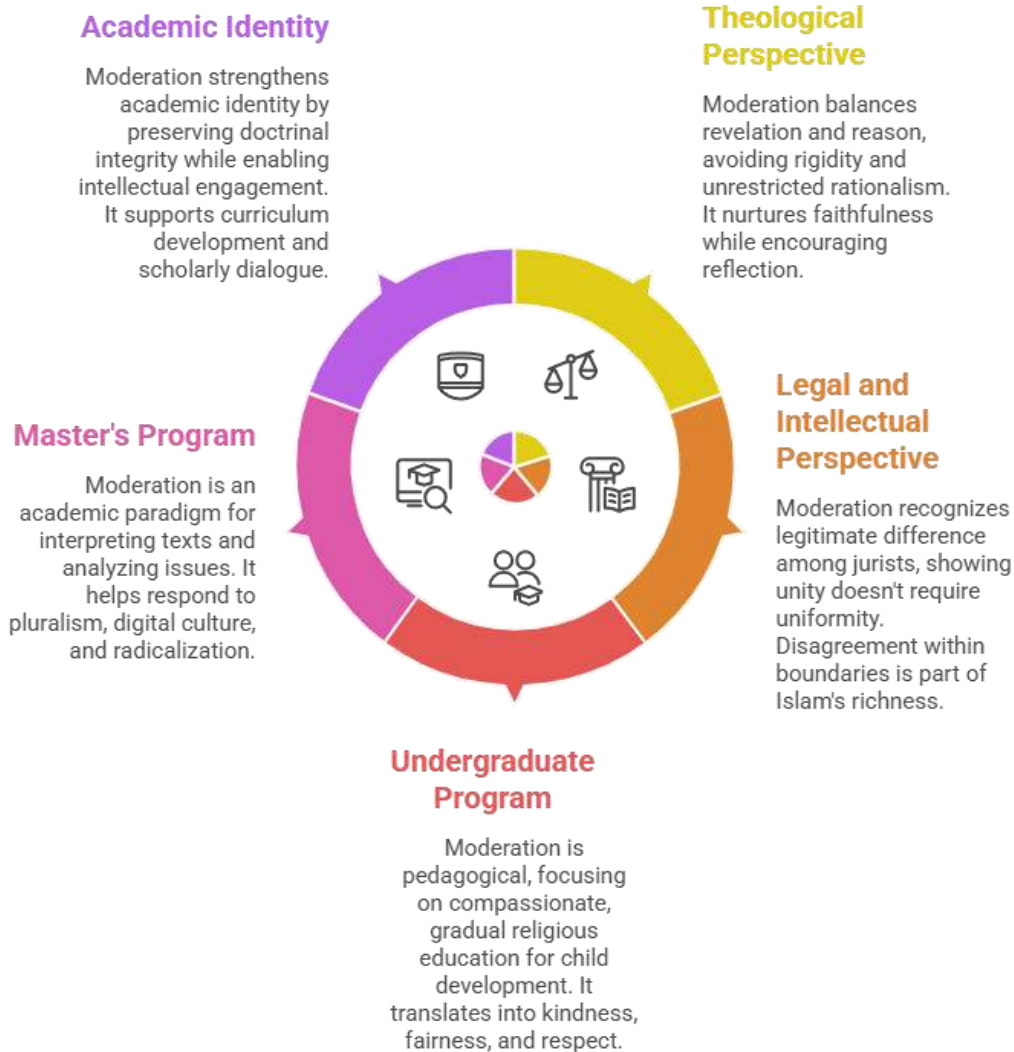 Academic Identity
Moderation strengthens
academic identity by
preserving doctrinal
integrity while enabling
intellectual engagement.
It supports curriculum
development and
scholarly dialogue.
Theological
Perspective
Moderation balances
revelation and reason,
avoiding rigidity and
unrestricted rationalism.
It nurtures faithfulness
while encouraging
reflection.
Legal and
Intellectual
Perspective
Moderation recognizes
legitimate difference
among jurists, showing
unity doesn't require
uniformity.
Disagreement within
boundaries is part of
Islam's richness.
Master's Program
Moderation is an
academic paradigm for
interpreting texts and
analyzing issues. It
helps respond to
pluralism, digital culture,
and radicalization.
Undergraduate
Program
Moderation is
pedagogical, focusing
on compassionate,
gradual religious
education for child
development. It
translates into kindness,
fairness, and respect.